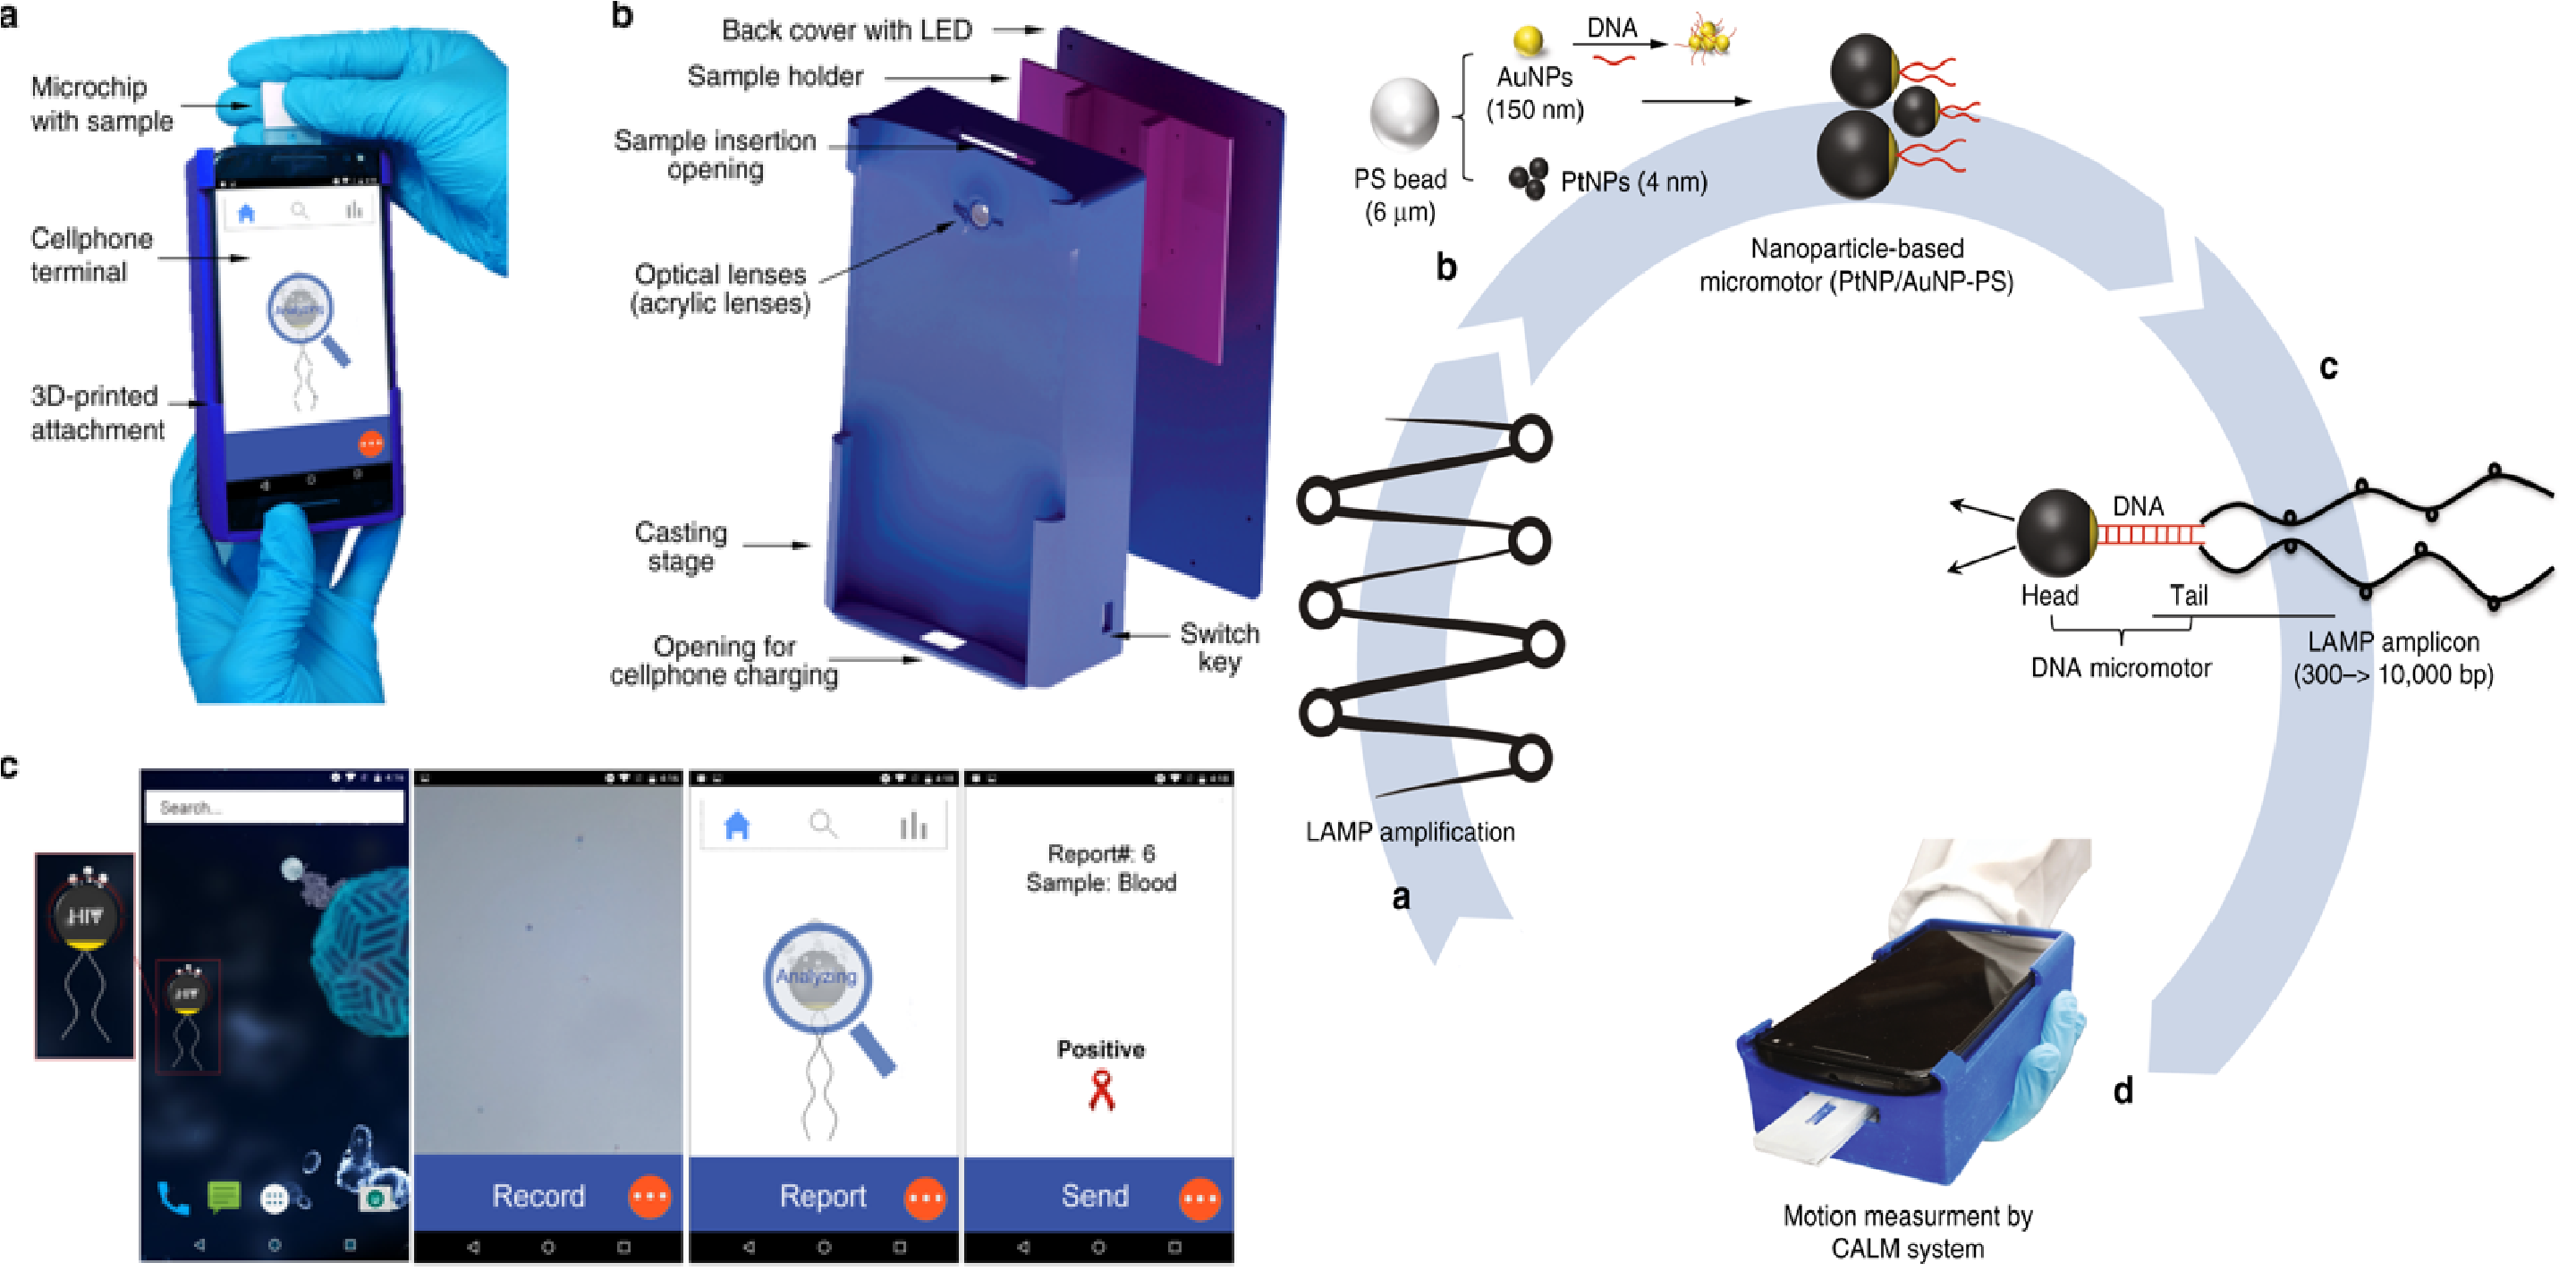 a
Microchip
with sample
Cellphone
terminal
Analyzing
3D-printed
attachment
b
Back cover with LED
Sample holder
Sample insertion
opening
Optical lenses
(acrylic lenses)
Casting
stage
Opening for
cellphone charging
Switch
key
c
HIV
Search...
HIV
Record
Analyzing
Report
Report#: 6
Sample: Blood
Positive
Send
DNA
AuNPs
(150 nm)
PS bead
(6 μm)
PtNPs (4 nm)
Nanoparticle-based
micromotor (PtNP/AuNP-PS)
b
c
DNA
Head
Tail
DNA micromotor
LAMP amplicon
(300–> 10,000 bp)
LAMP amplification
a
d
Motion measurment by
CALM system